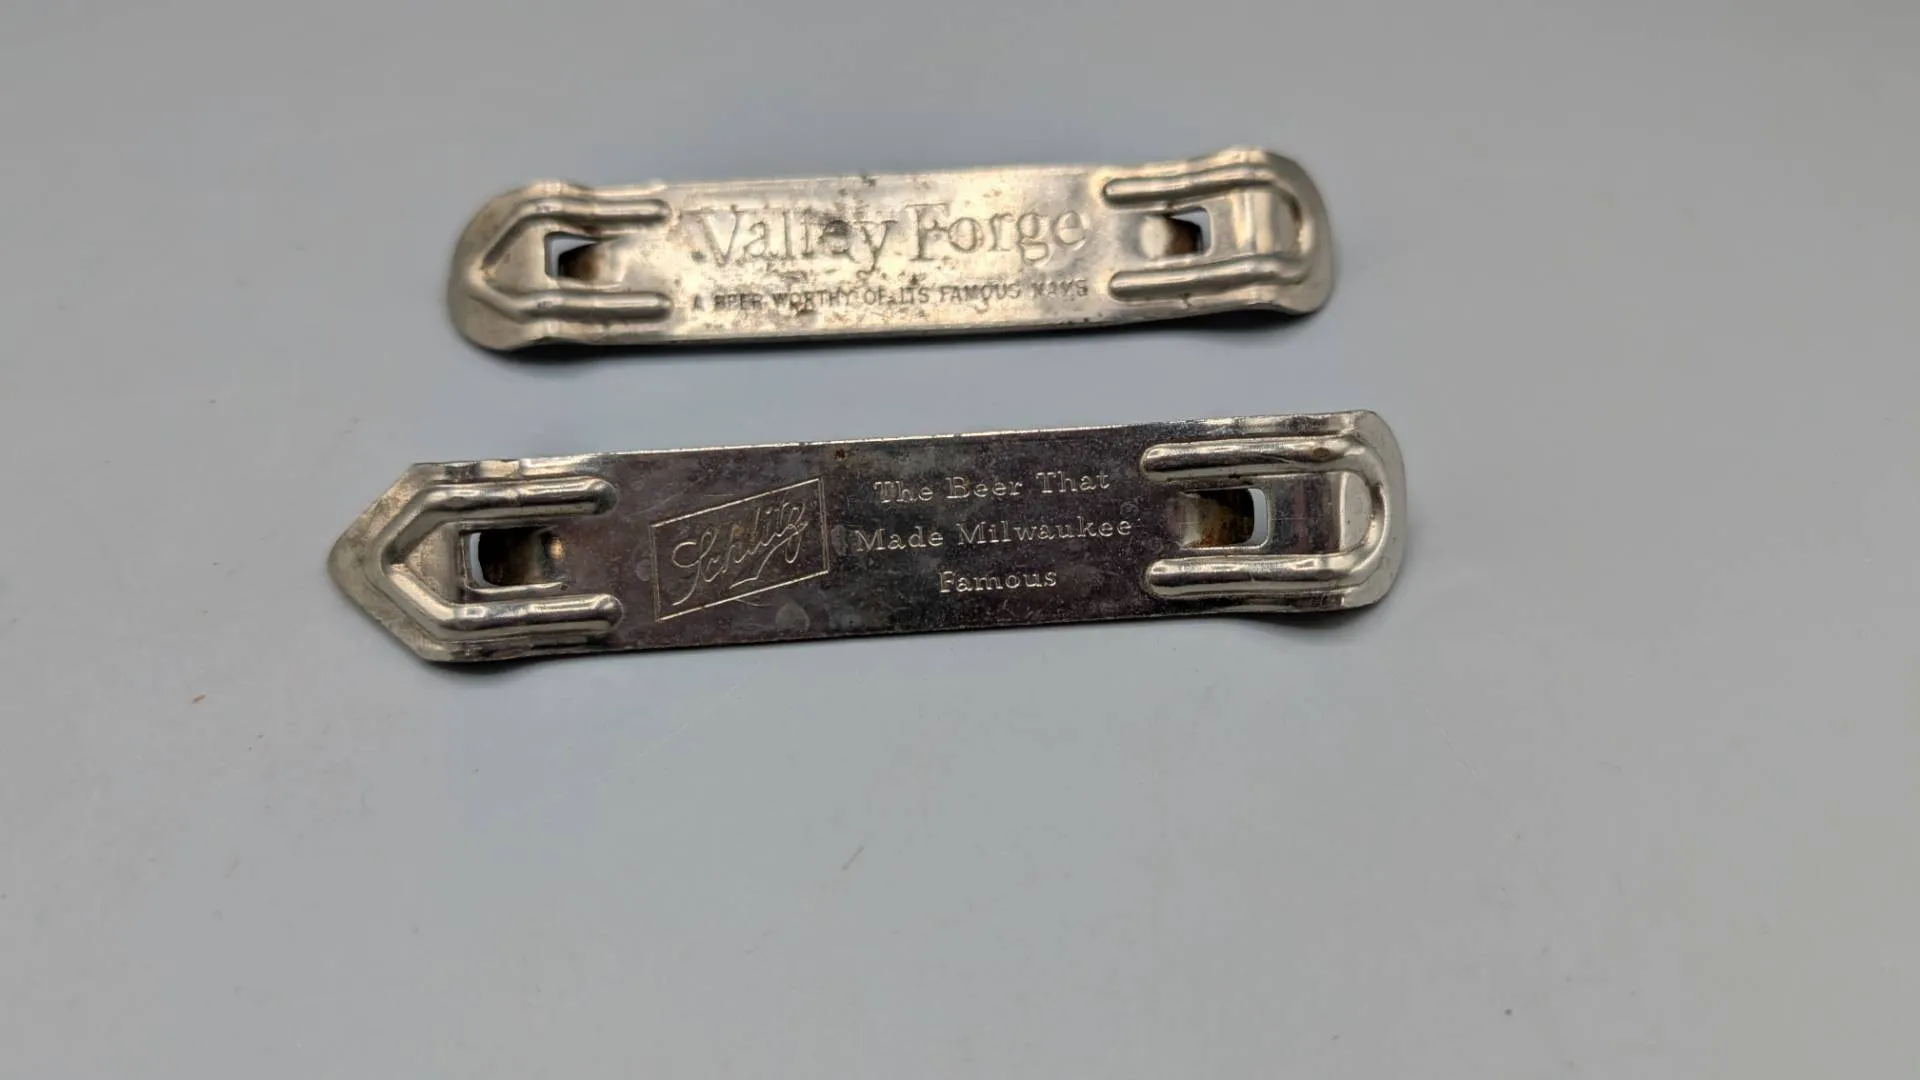 Valley Forge
A BEER WORTHY OF ITS FAMOUS NAME
Schlitz
The Beer That
Made Milwaukee
Famous